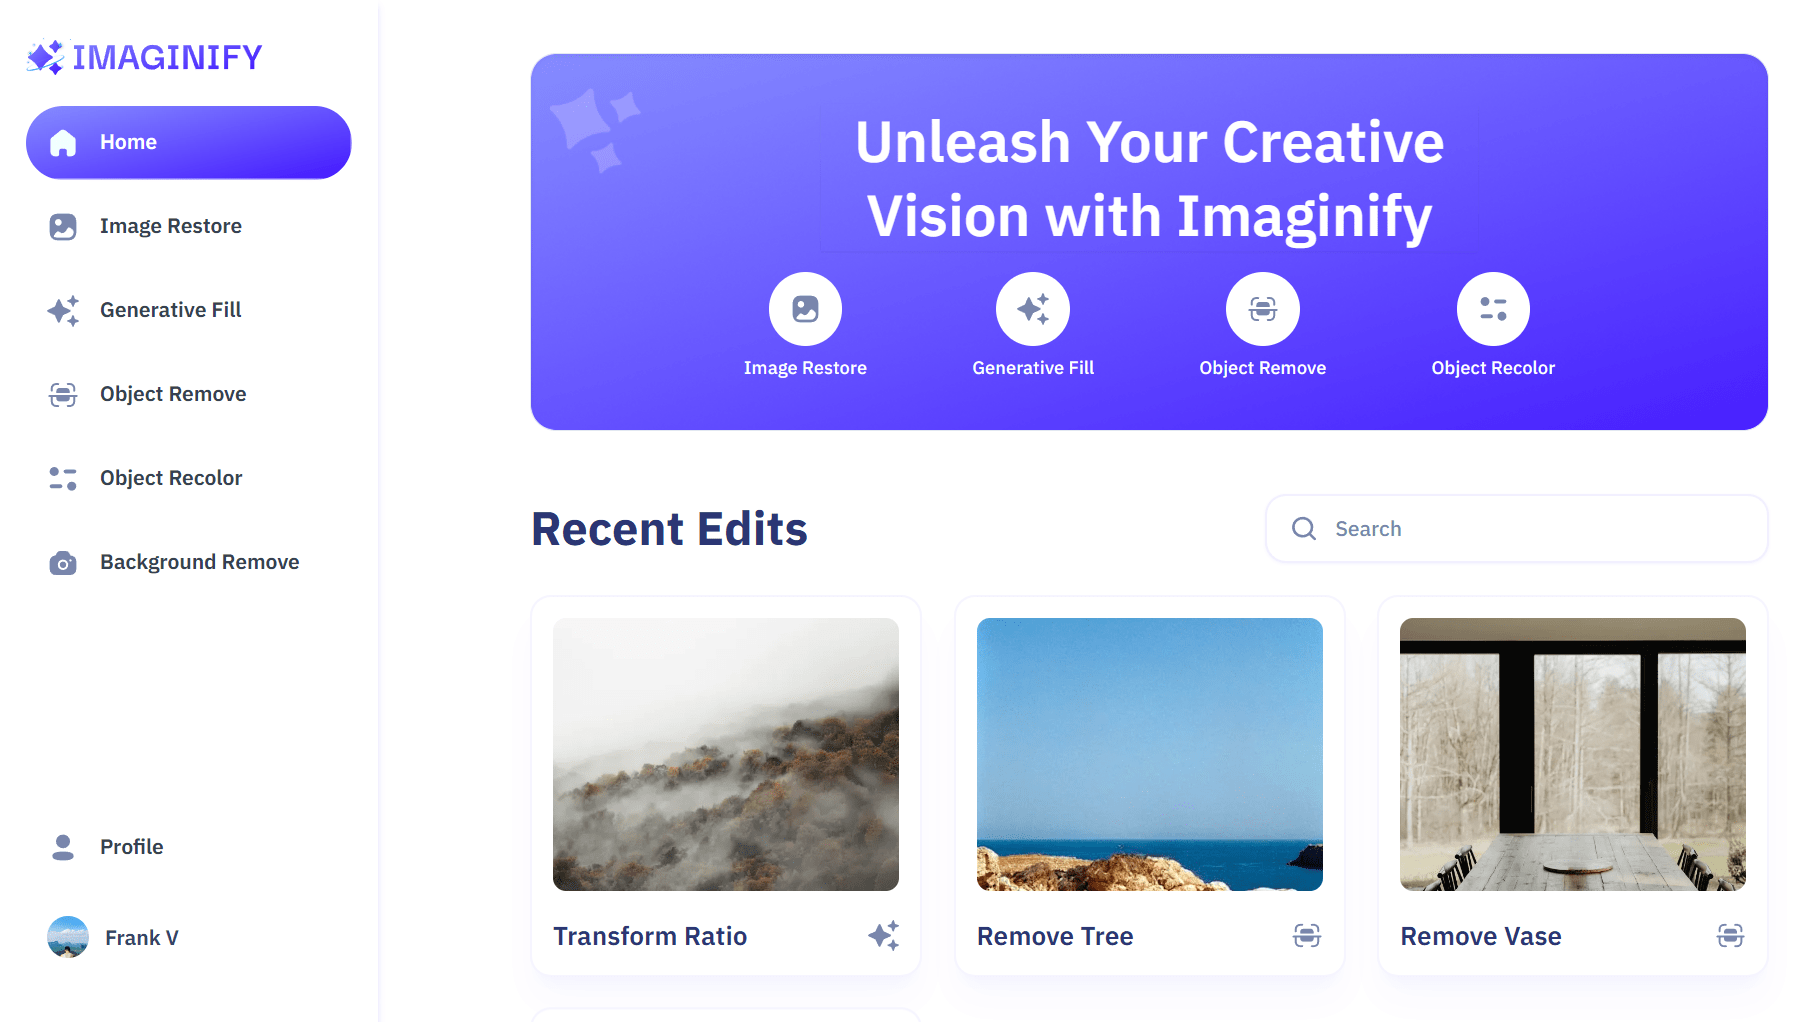 IMAGINIFY
Home
Image Restore
Generative Fill
Object Remove
Object Recolor
Background Remove
Profile
Frank V
Unleash Your Creative
Vision with Imaginify
Image Restore
Generative Fill
Object Remove
Object Recolor
Recent Edits
Search
Transform Ratio
Remove Tree
Remove Vase